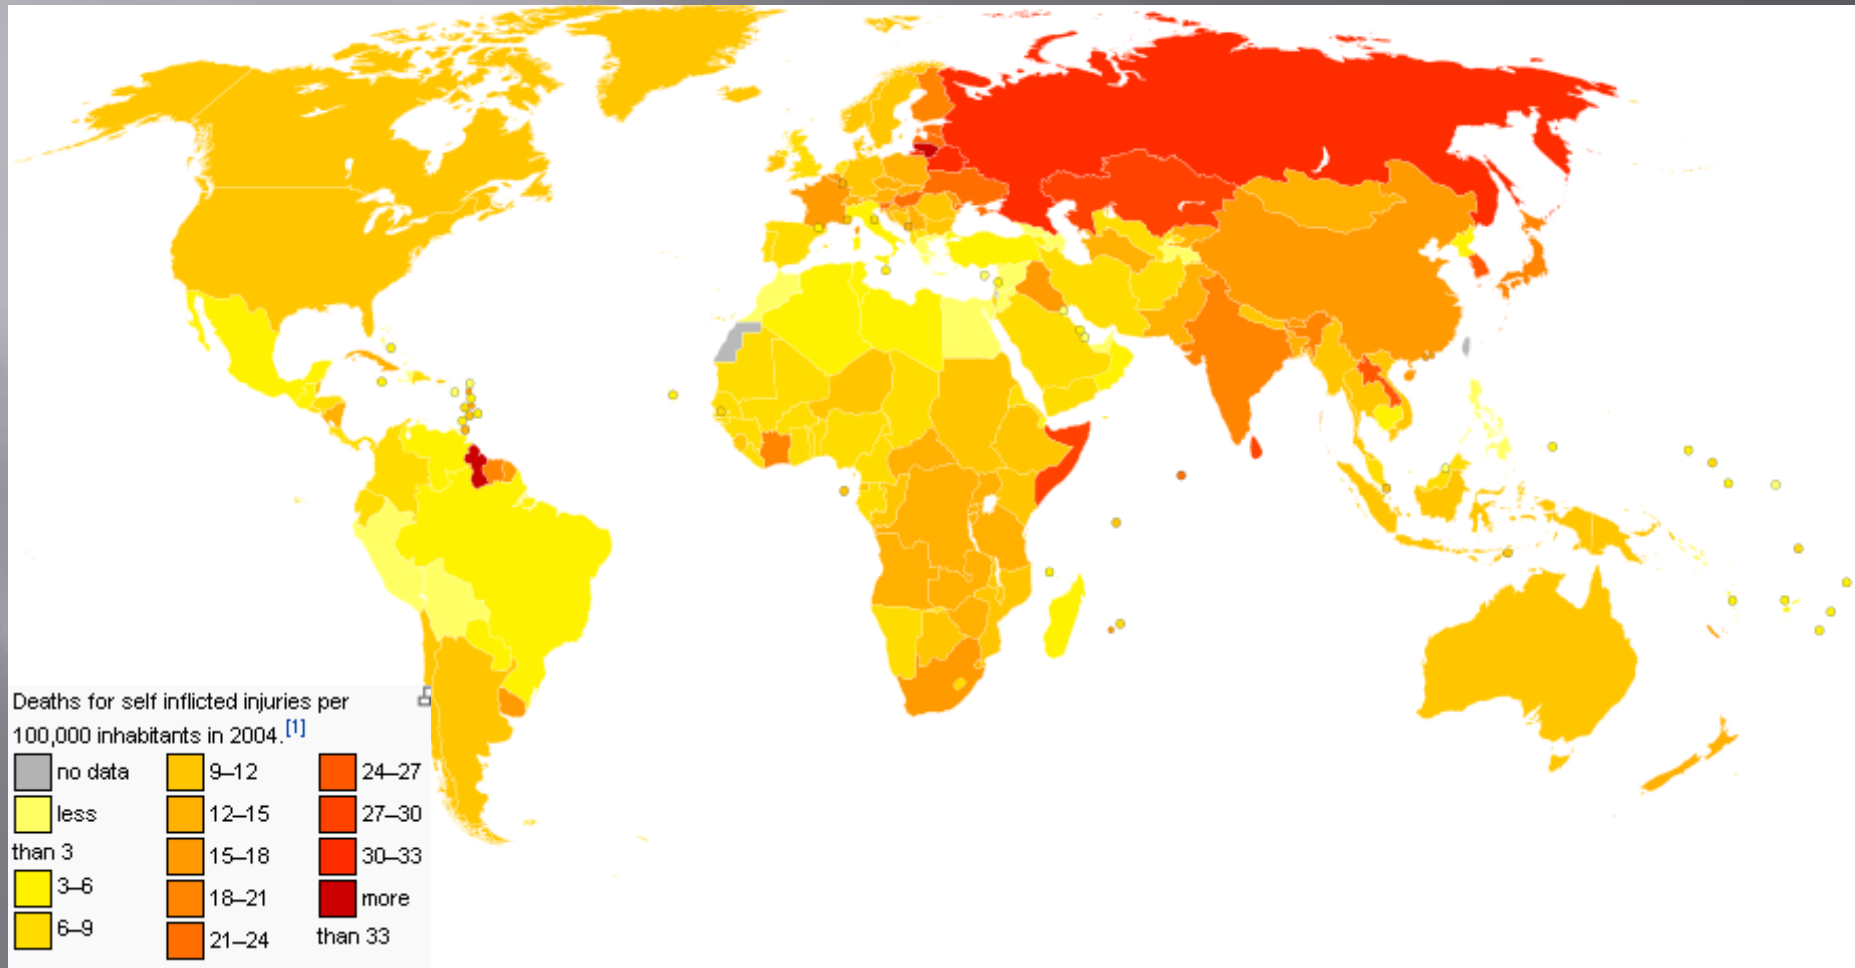 Deaths for self inflicted injuries per
100,000 inhabitants in 2004.[1]
no data
less
than 3
3–6
6–9
9–12
12–15
15–18
18–21
21–24
24–27
27–30
30–33
more
than 33